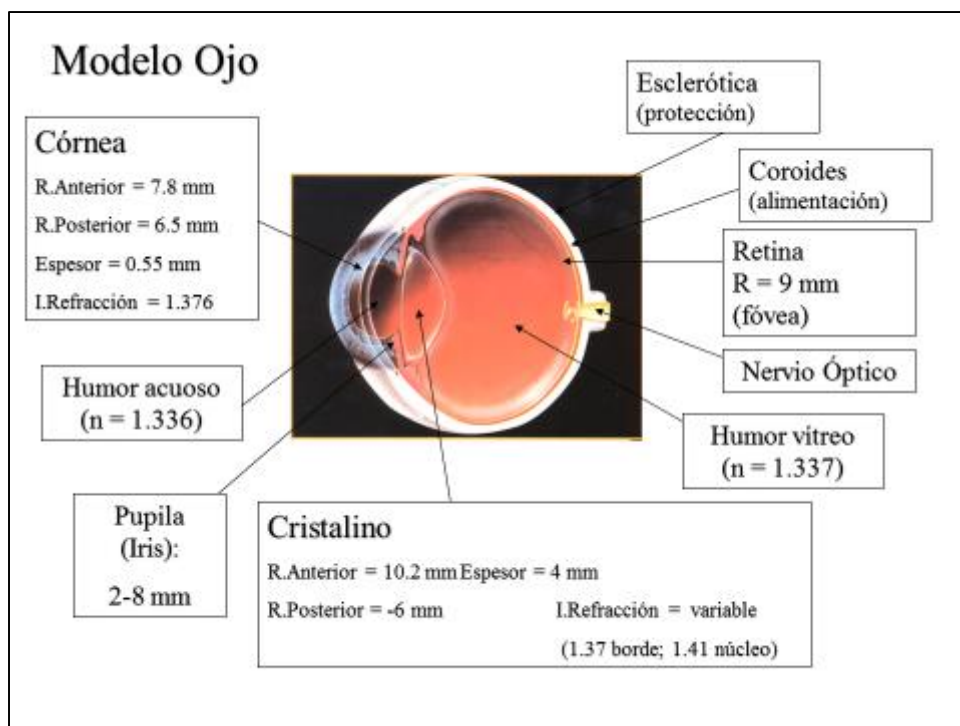 Modelo Ojo
Córnea
R.Anterior = 7.8 mm
R.Posterior = 6.5 mm
Espesor = 0.55 mm
I.Refracción = 1.376
Humor acuoso
(n = 1.336)
Pupila
(Iris):
2-8 mm
Cristalino
R.Anterior = 10.2 mm Espesor = 4 mm
R.Posterior = -6 mm I.Refracción = variable
(1.37 borde; 1.41 núcleo)
Esclerótica
(protección)
Coroides
(alimentación)
Retina
R = 9 mm
(fóvea)
Nervio Óptico
Humor vítreo
(n = 1.337)